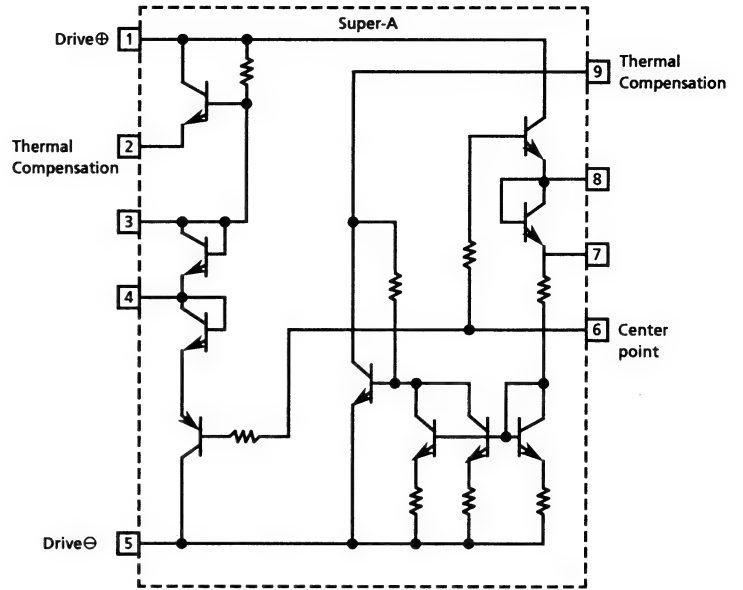 Super-A
Drive⊕ 1
9 Thermal
Compensation
Thermal 2
Compensation
8
3
7
4
6 Center
point
Drive⊖ 5